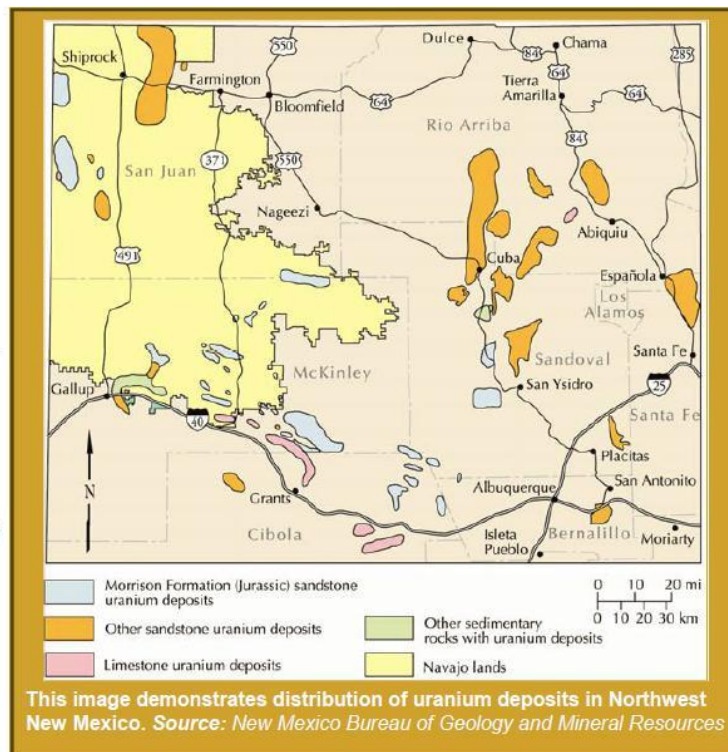 550
Dulce
84
Chama
285
Shiprock
Farmington
64
Bloomfield
64
Tierra
Amarilla
64
Rio Arriba
84
San Juan
371
550
Nageezi
Abiquiu
491
Cuba
Española
Los
Alamos
McKinley
Sandoval
Santa Fe
Gallup
San Ysidro
25
40
Santa Fe
N
Placitas
Grants
Albuquerque
San Antonito
Cibola
Isleta
Pueblo
Bernalillo
Moriarty
Morrison Formation (Jurassic) sandstone
uranium deposits
Other sandstone uranium deposits
Limestone uranium deposits
Other sedimentary
rocks with uranium deposits
Navajo lands
0 10 20 mi
0 10 20 30 km
This image demonstrates distribution of uranium deposits in Northwest
New Mexico. Source: New Mexico Bureau of Geology and Mineral Resources